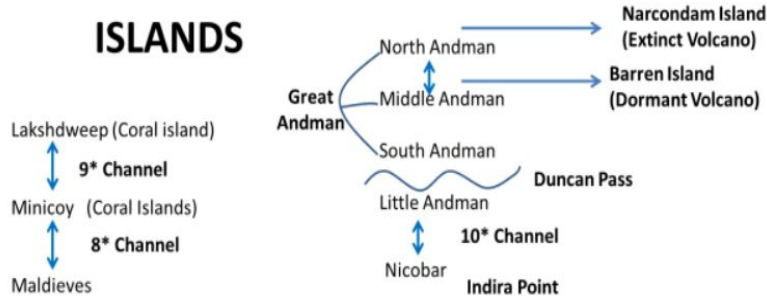 ISLANDS
Lakshdweep (Coral island)
9* Channel
Minicoy (Coral Islands)
8* Channel
Maldieves
Great
Andman
North Andman
Middle Andman
South Andman
Duncan Pass
Little Andman
10* Channel
Nicobar
Indira Point
Narcondam Island
(Extinct Volcano)
Barren Island
(Dormant Volcano)